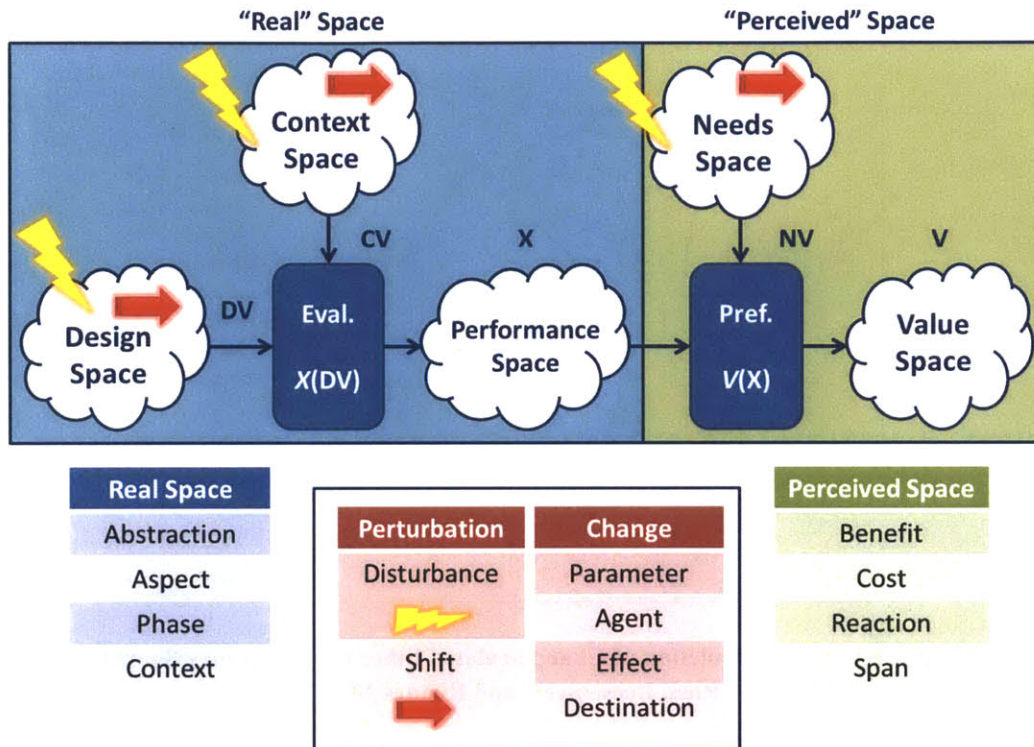 “Real” Space
“Perceived” Space
Context
Space
Needs
Space
CV
X
NV
V
DV
Design
Space
Eval.
X(DV)
Performance
Space
Pref.
V(X)
Value
Space
Real Space
Abstraction
Aspect
Phase
Context
Perturbation
Disturbance
Shift
Change
Parameter
Agent
Effect
Destination
Perceived Space
Benefit
Cost
Reaction
Span